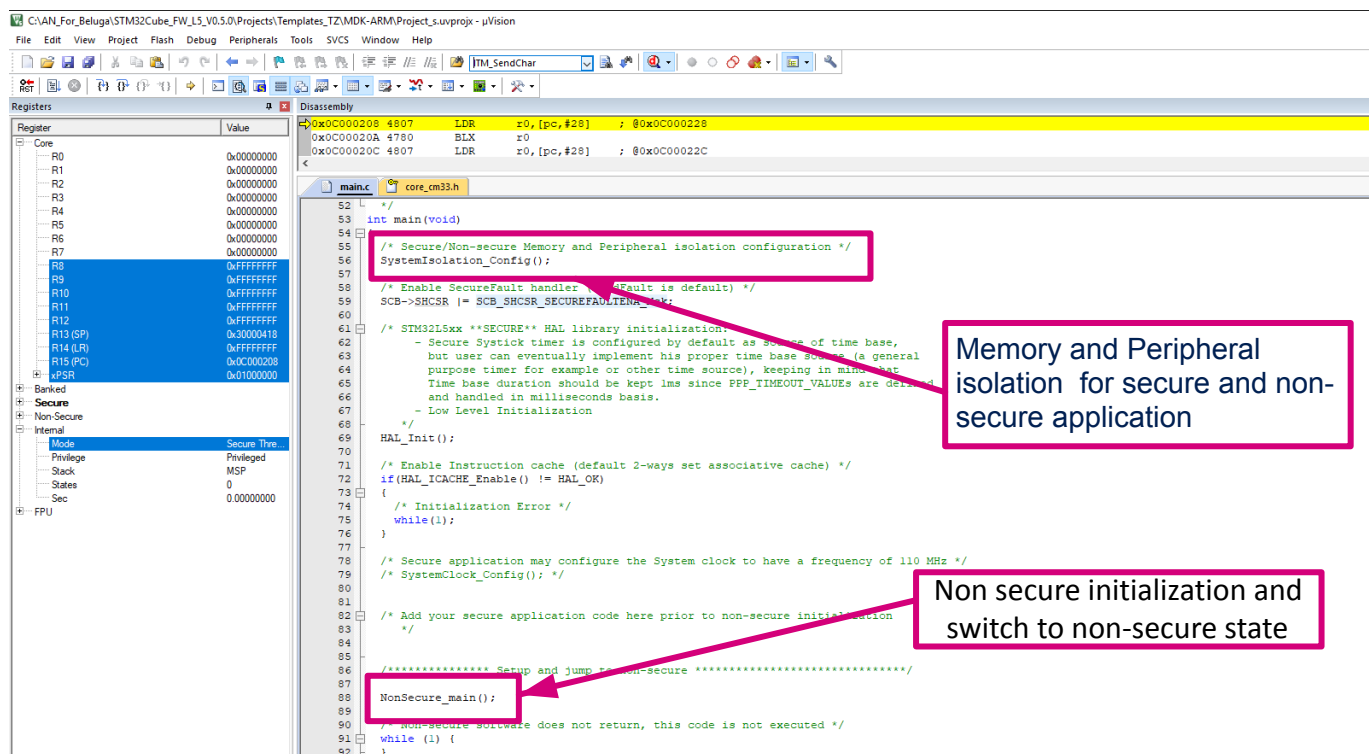 C:\AN_For_Beluga\STM32Cube_FW_L5_V0.5.0\Projects\Templates_TZ\MDK-ARM\Project_s.uvprojx - µVision
File Edit View Project Flash Debug Peripherals Tools SVCS Window Help
ITM_SendChar
RST
Registers
Register Value
Core
R0 0x00000000
R1 0x00000000
R2 0x00000000
R3 0x00000000
R4 0x00000000
R5 0x00000000
R6 0x00000000
R7 0x00000000
R8 0xFFFFFFFF
R9 0xFFFFFFFF
R10 0xFFFFFFFF
R11 0xFFFFFFFF
R12 0xFFFFFFFF
R13 (SP) 0x30000418
R14 (LR) 0xFFFFFFFF
R15 (PC) 0x0C000208
xPSR 0x01000000
Banked
Secure
Non-Secure
Internal
Mode Secure Thre...
Privilege Privileged
Stack MSP
States 0
Sec 0.00000000
FPU
Disassembly
0x0C000208 4807 LDR r0,[pc,#28] ; @0x0C000228
0x0C00020A 4780 BLX r0
0x0C00020C 4807 LDR r0,[pc,#28] ; @0x0C00022C
main.c core_cm33.h
52 */
53 int main(void)
54
55 /* Secure/Non-secure Memory and Peripheral isolation configuration */
56 SystemIsolation_Config();
57
58 /* Enable SecureFault handler is default) */
59 SCB->SHCSR |= SCB_SHCSR_SECUREFAULTENA
60
61 /* STM32L5xx **SECURE** HAL library initialization:
62 - Secure Systick timer is configured by default as source of time base,
63 but user can eventually implement his proper time base source (a general
64 purpose timer for example or other time source), keeping in mind that
65 Time base duration should be kept 1ms since PPP_TIMEOUT_VALUEs are defined
66 and handled in milliseconds basis.
67 - Low Level Initialization
68 */
69 HAL_Init();
70
71 /* Enable Instruction cache (default 2-ways set associative cache) */
72 if(HAL_ICACHE_Enable() != HAL_OK)
73 {
74 /* Initialization Error */
75 while(1);
76 }
77
78 /* Secure application may configure the System clock to have a frequency of 110 MHz */
79 /* SystemClock_Config(); */
80
81
82 /* Add your secure application code here prior to non-secure initialization
83 */
84
85
86 /*************** Setup and jump to non-secure *******************************/
87
88 NonSecure_main();
89
90 /* Non-secure software does not return, this code is not executed */
91 while (1) {
92 }
Memory and Peripheral
isolation for secure and non-
secure application
Non secure initialization and
switch to non-secure state